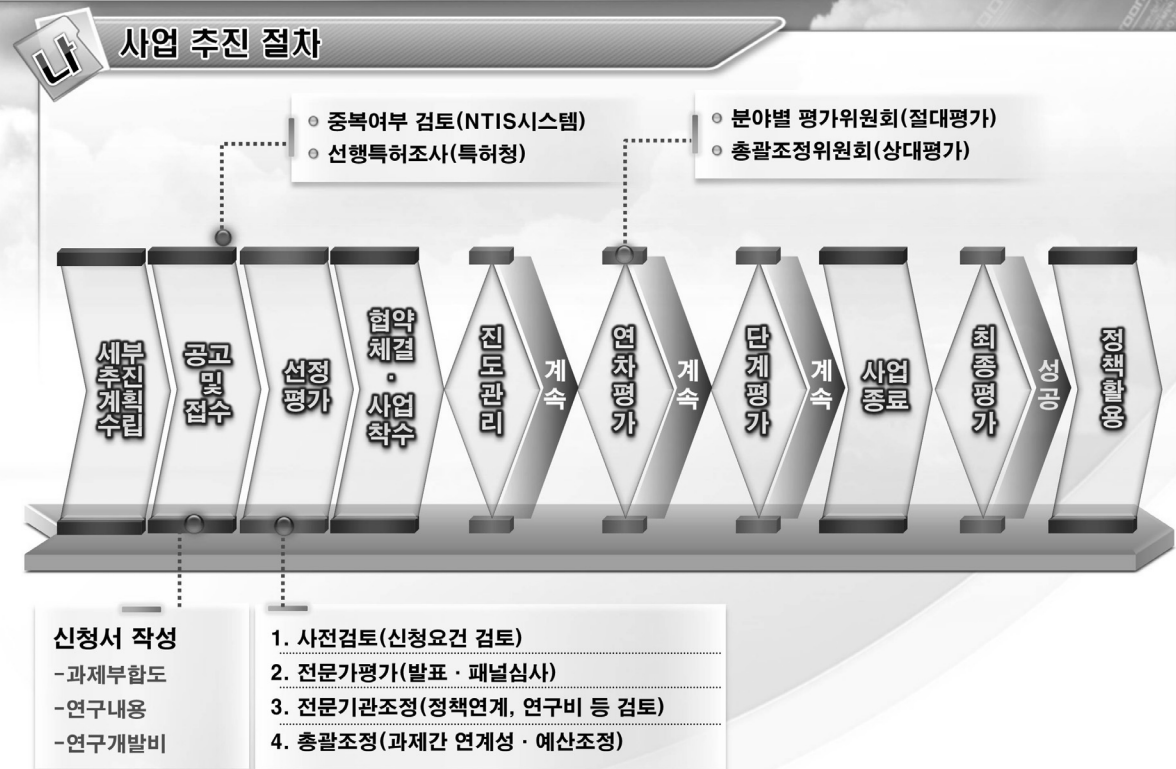 나 사업 추진 절차
◦ 중복여부 검토(NTIS시스템)
◦ 선행특허조사(특허청)
◦ 분야별 평가위원회(절대평가)
◦ 총괄조정위원회(상대평가)
세부
추진
계획
수립
공고
및
접수
선정
평가
협약
체결
·
사업
착수
진도관리
계속
연차평가
계속
단계평가
계속
사업
종료
최종평가
성공
정책활용
신청서 작성
-과제부합도
-연구내용
-연구개발비
1. 사전검토(신청요건 검토)
2. 전문가평가(발표 · 패널심사)
3. 전문기관조정(정책연계, 연구비 등 검토)
4. 총괄조정(과제간 연계성 · 예산조정)